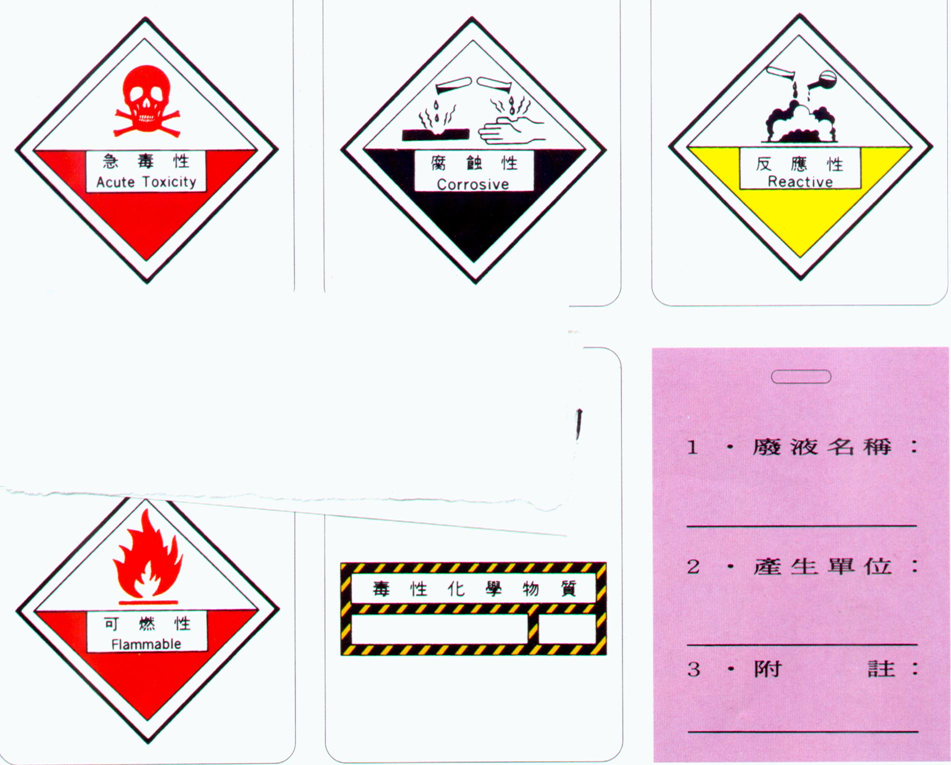 急毒性
Acute Toxicity
腐蝕性
Corrosive
反應性
Reactive
可燃性
Flammable
毒性化學物質
1．廢液名稱：
2．產生單位：
3．附　　註：